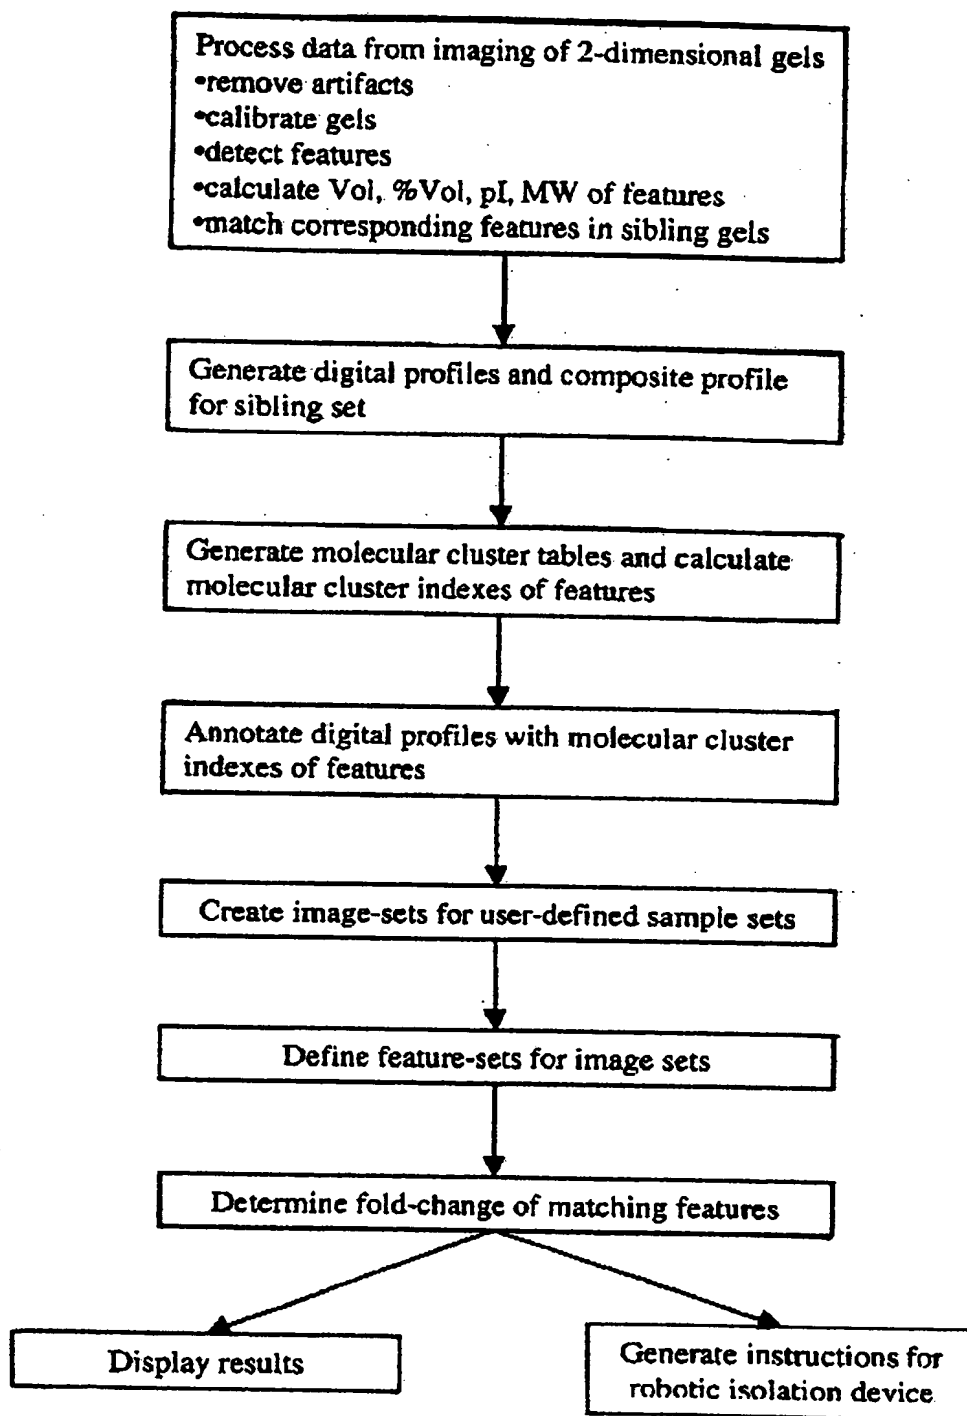 Process data from imaging of 2-dimensional gels
•remove artifacts
•calibrate gels
•detect features
•calculate Vol, %Vol, pI, MW of features
•match corresponding features in sibling gels
Generate digital profiles and composite profile
for sibling set
Generate molecular cluster tables and calculate
molecular cluster indexes of features
Annotate digital profiles with molecular cluster
indexes of features
Create image-sets for user-defined sample sets
Define feature-sets for image sets
Determine fold-change of matching features
Display results
Generate instructions for
robotic isolation device